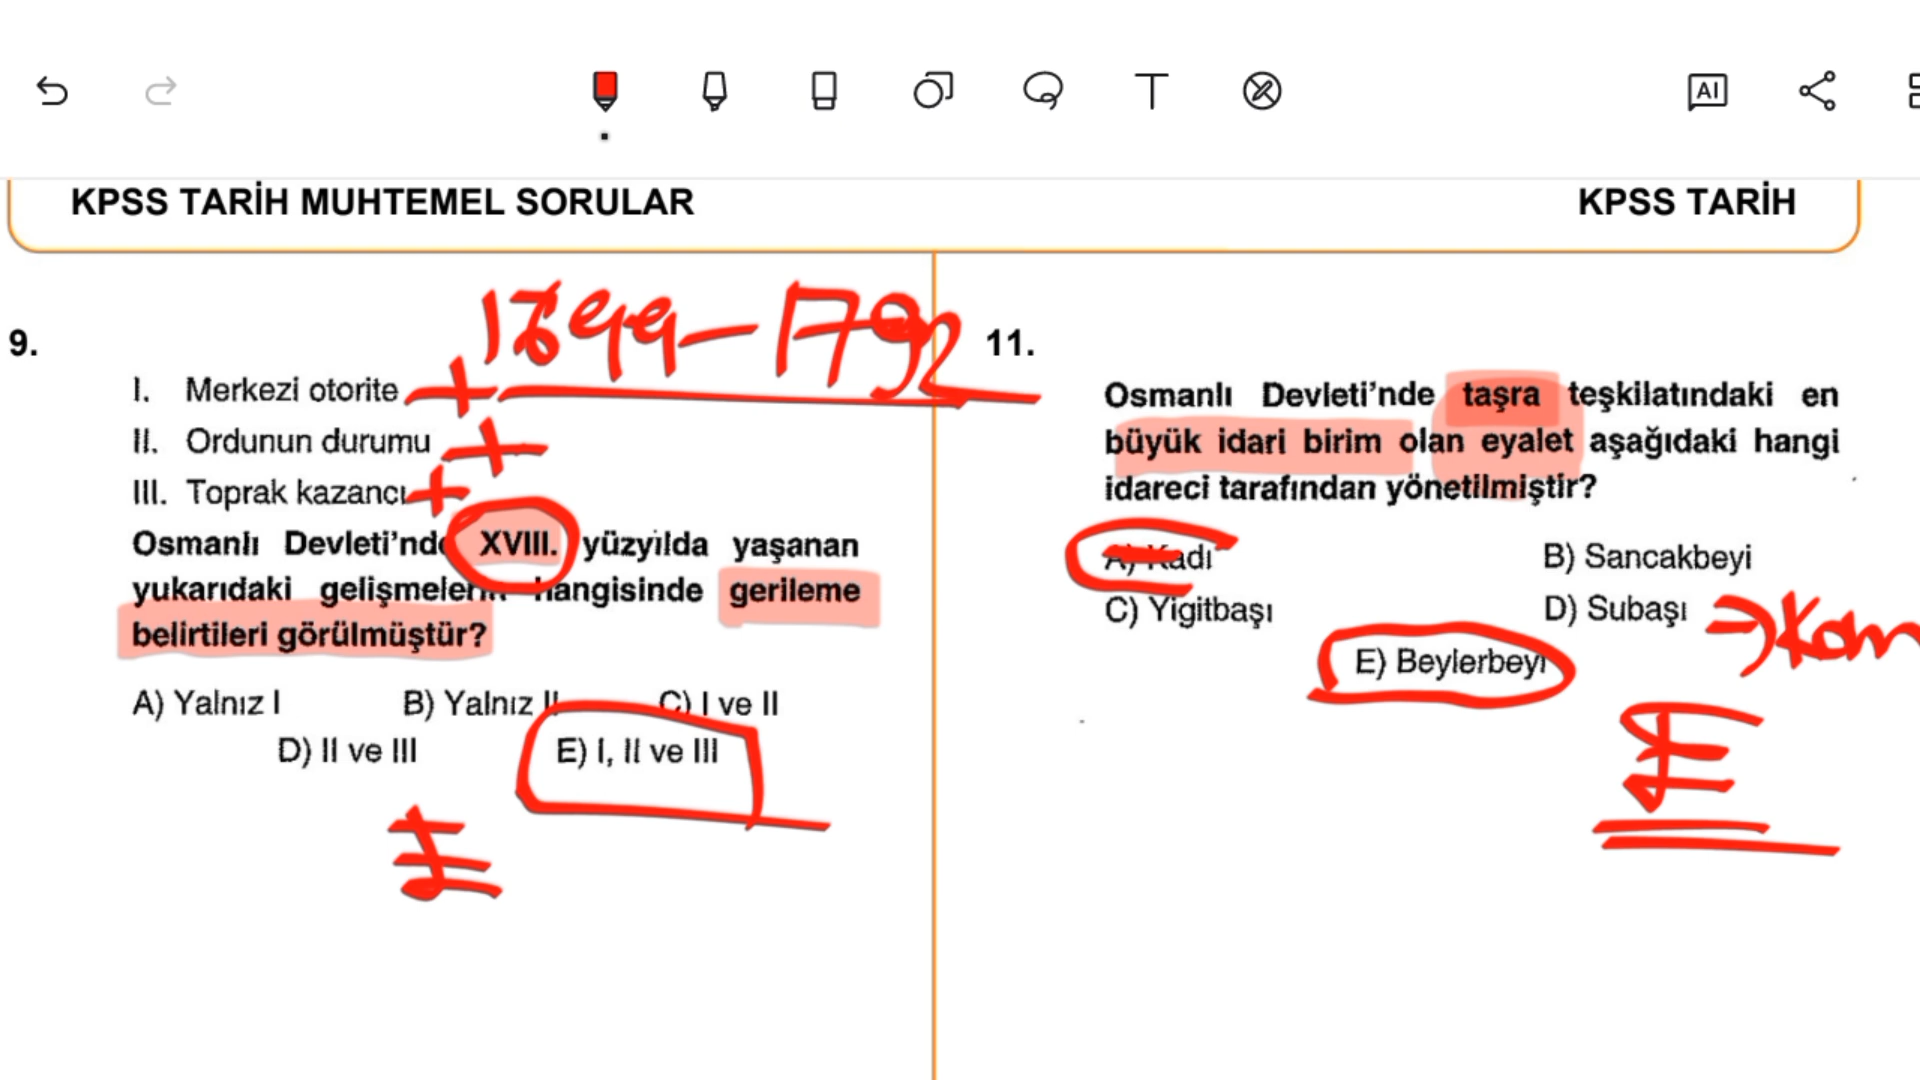 AI
KPSS TARİH MUHTEMEL SORULAR
KPSS TARİH
1699-1792
9.
I. Merkezi otorite +
II. Ordunun durumu +
III. Toprak kazancı +
Osmanlı Devleti'nde XVIII. yüzyılda yaşanan
yukarıdaki gelişmelerin hangisinde gerileme
belirtileri görülmüştür?
A) Yalnız I B) Yalnız II C) I ve II
D) II ve III E) I, II ve III
E
11.
Osmanlı Devleti'nde taşra teşkilatındaki en
büyük idari birim olan eyalet aşağıdaki hangi
idareci tarafından yönetilmiştir?
A) Kadı B) Sancakbeyi
C) Yigitbaşı D) Subaşı
E) Beylerbeyi
E